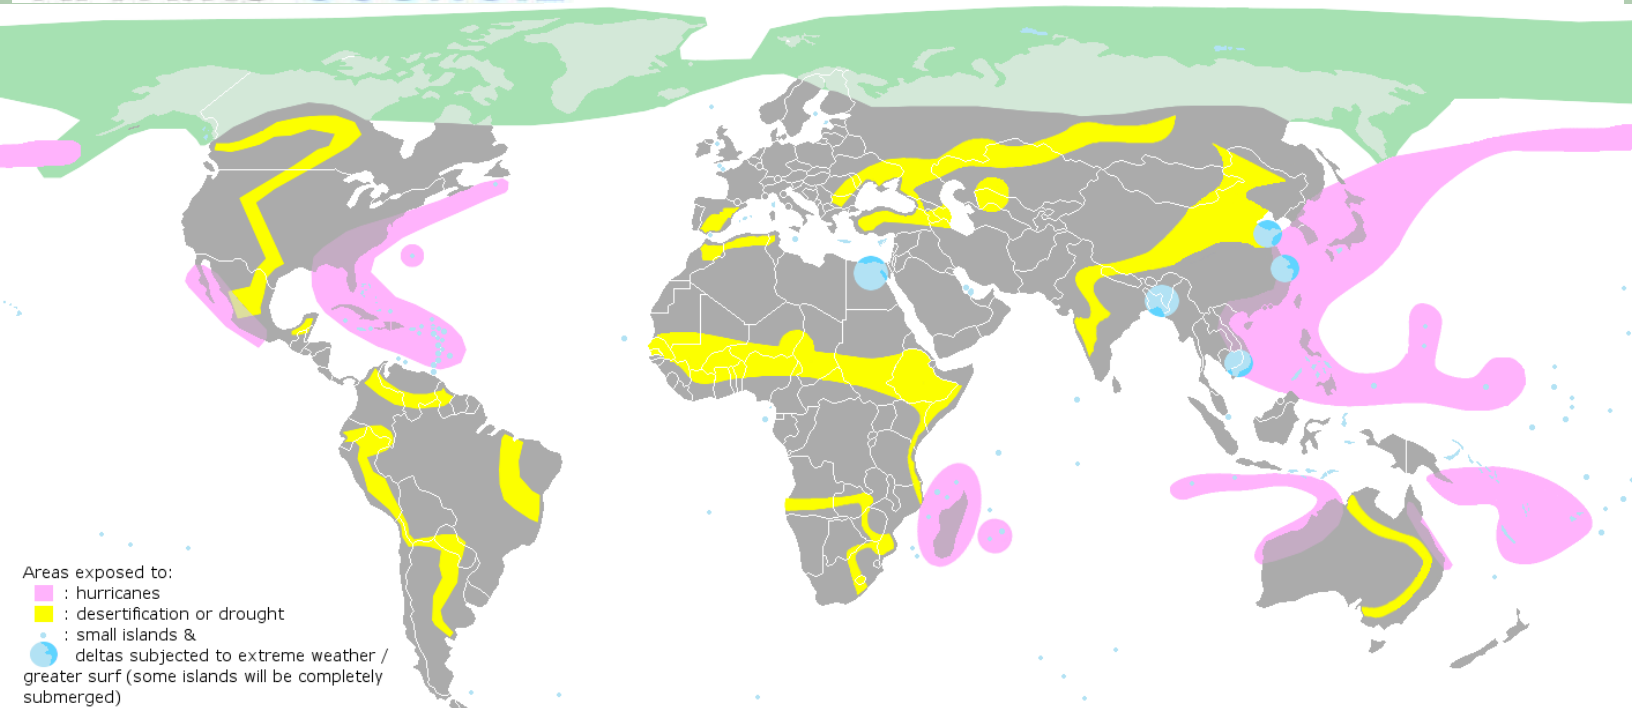 Areas exposed to:
: hurricanes
: desertification or drought
: small islands &
deltas subjected to extreme weather /
greater surf (some islands will be completely
submerged)